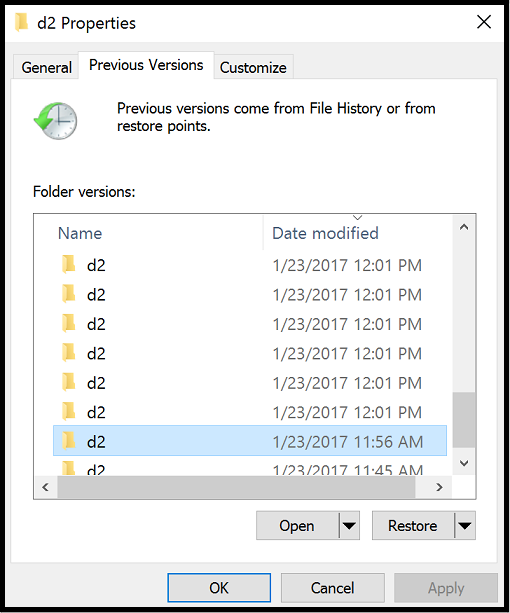 d2 Properties
General Previous Versions Customize
Previous versions come from File History or from
restore points.
Folder versions:
Name Date modified
d2 1/23/2017 12:01 PM
d2 1/23/2017 12:01 PM
d2 1/23/2017 12:01 PM
d2 1/23/2017 12:01 PM
d2 1/23/2017 12:01 PM
d2 1/23/2017 12:01 PM
d2 1/23/2017 11:56 AM
d2 1/23/2017 11:45 AM
Open Restore
OK Cancel Apply